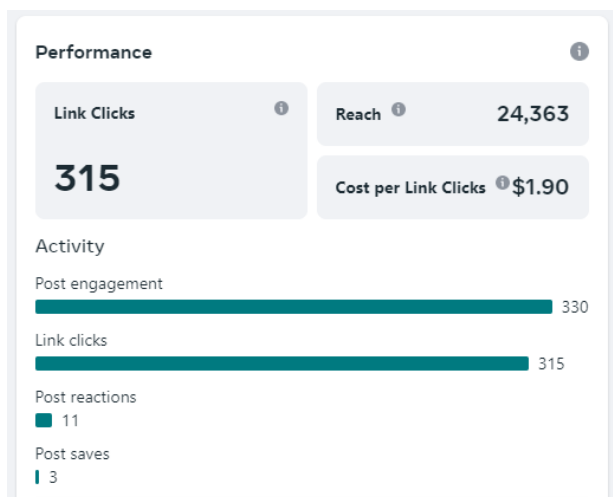 Performance
Link Clicks
315
Reach 24,363
Cost per Link Clicks $1.90
Activity
Post engagement
330
Link clicks
315
Post reactions
11
Post saves
3